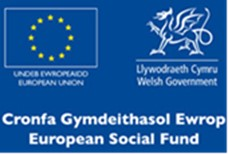 UNDEB EWROPEAIDD
EUROPEAN UNION
Llywodraeth Cymru
Welsh Government
Cronfa Gymdeithasol Ewrop
European Social Fund